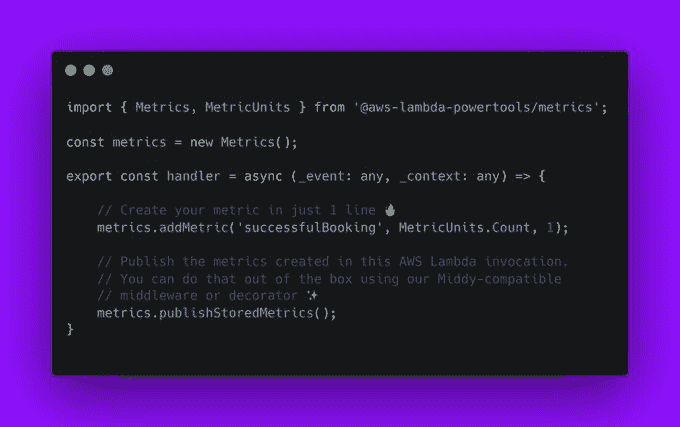 import { Metrics, MetricUnits } from '@aws-lambda-powertools/metrics';
const metrics = new Metrics();
export const handler = async (_event: any, _context: any) => {
// Create your metric in just 1 line 🔥
metrics.addMetric('successfulBooking', MetricUnits.Count, 1);
// Publish the metrics created in this AWS Lambda invocation.
// You can do that out of the box using our Middy-compatible
// middleware or decorator ✨
metrics.publishStoredMetrics();
}